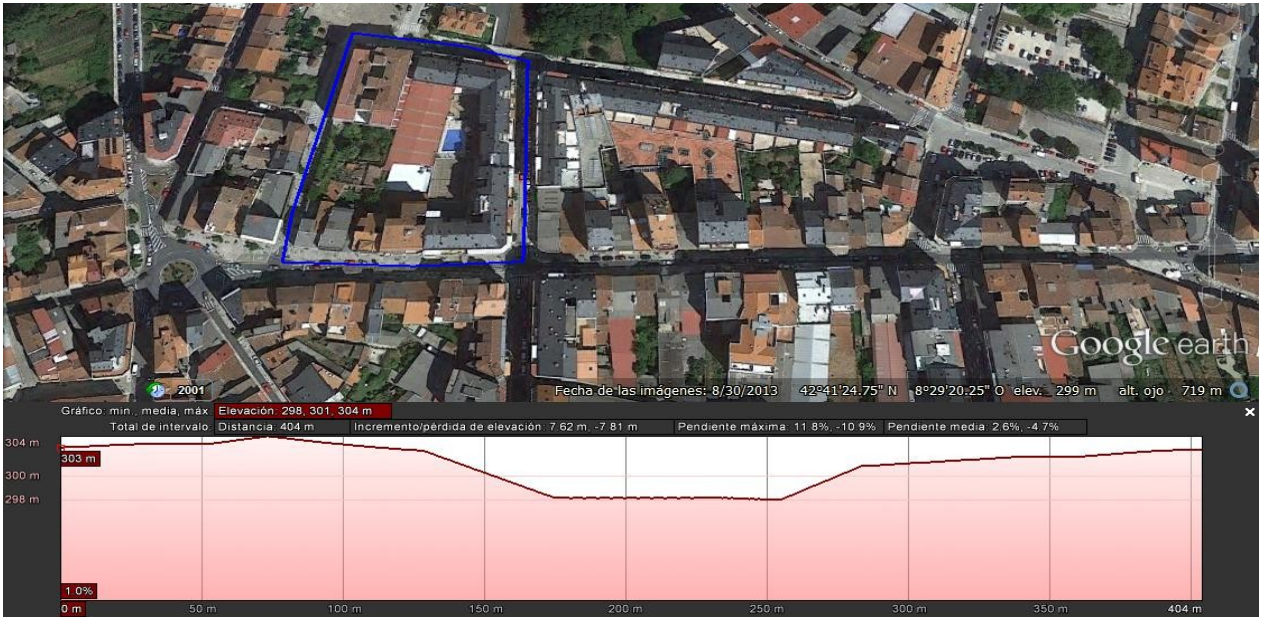 Google earth
2001
Fecha de las imágenes: 8/30/2013 42°41'24.75" N 8°29'20.25" O elev. 299 m alt. ojo 719 m
Gráfico: mín., media, máx Elevación: 298, 301, 304 m
Total de intervalo Distancia: 404 m Incremento/pérdida de elevación: 7.62 m, -7.81 m Pendiente máxima: 11.8%, -10.9% Pendiente media: 2.6%, -4.7%
304 m
303 m
300 m
298 m
1.0%
0 m 50 m 100 m 150 m 200 m 250 m 300 m 350 m 404 m